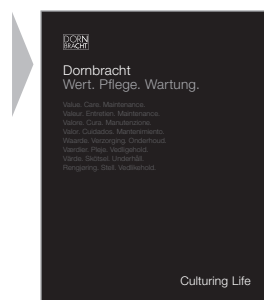 DORN
BRACHT
Dornbracht
Wert. Pflege. Wartung.
Value. Care. Maintenance.
Valeur. Entretien. Maintenance.
Valore. Cura. Manutenzione.
Valor. Cuidados. Mantenimiento.
Waarde. Verzorging. Onderhoud.
Værdier. Pleje. Vedligehold.
Värde. Skötsel. Underhåll.
Rengjøring. Stell. Vedlikehold.
Culturing Life